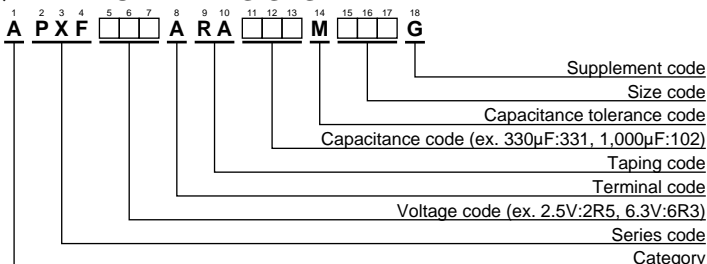 1 2 3 4 5 6 7 8 9 10 11 12 13 14 15 16 17 18
A PXF A RA M G
Supplement code
Size code
Capacitance tolerance code
Capacitance code (ex. 330µF:331, 1,000µF:102)
Taping code
Terminal code
Voltage code (ex. 2.5V:2R5, 6.3V:6R3)
Series code
Category